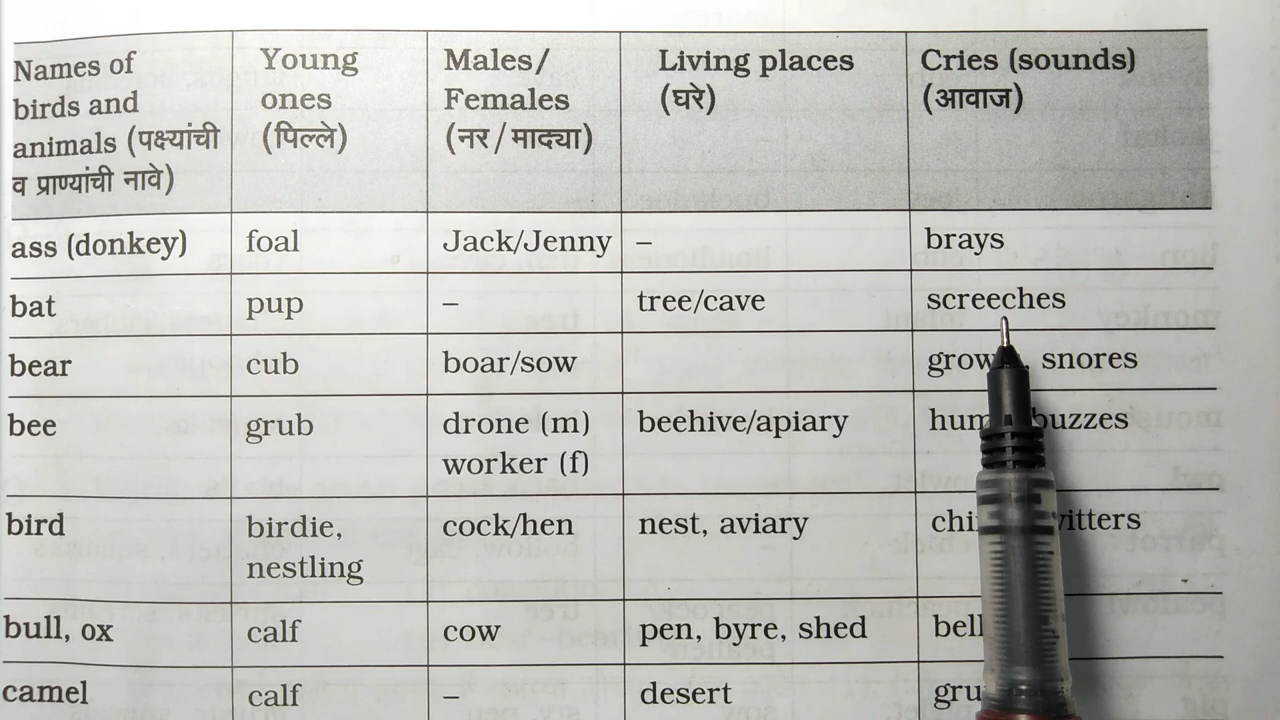 Names of birds and animals (पक्ष्यांची व प्राण्यांची नावे)
Young ones (पिल्ले)
Males/ Females (नर / माद्या)
Living places (घरे)
Cries (sounds) (आवाज)
ass (donkey) foal Jack/Jenny – brays
bat pup – tree/cave screeches
bear cub boar/sow snores
bee grub drone (m) beehive/apiary buzzes
worker (f)
bird birdie, cock/hen nest, aviary
nestling
bull, ox calf cow pen, byre, shed
camel calf – desert